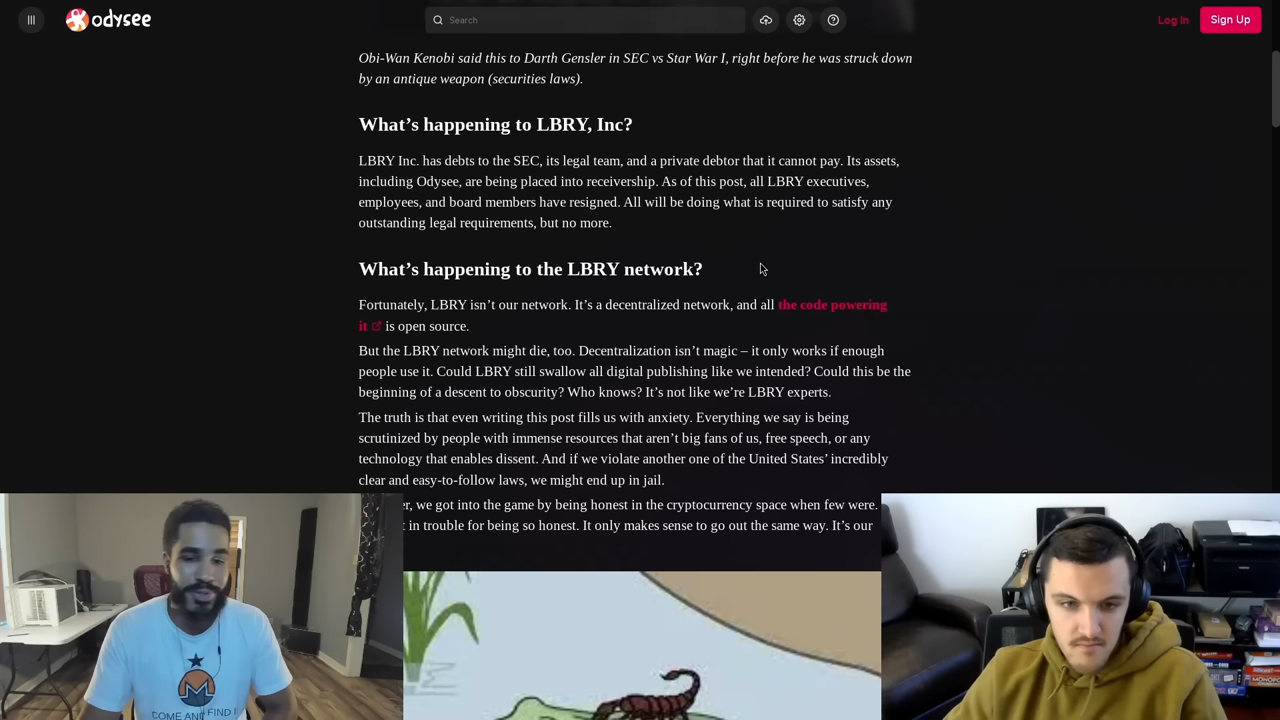 odysee
Search
Log In
Sign Up
Obi-Wan Kenobi said this to Darth Gensler in SEC vs Star War I, right before he was struck down
by an antique weapon (securities laws).
What’s happening to LBRY, Inc?
LBRY Inc. has debts to the SEC, its legal team, and a private debtor that it cannot pay. Its assets,
including Odysee, are being placed into receivership. As of this post, all LBRY executives,
employees, and board members have resigned. All will be doing what is required to satisfy any
outstanding legal requirements, but no more.
What’s happening to the LBRY network?
Fortunately, LBRY isn’t our network. It’s a decentralized network, and all the code powering
it is open source.
But the LBRY network might die, too. Decentralization isn’t magic – it only works if enough
people use it. Could LBRY still swallow all digital publishing like we intended? Could this be the
beginning of a descent to obscurity? Who knows? It’s not like we’re LBRY experts.
The truth is that even writing this post fills us with anxiety. Everything we say is being
scrutinized by people with immense resources that aren’t big fans of us, free speech, or any
technology that enables dissent. And if we violate another one of the United States’ incredibly
clear and easy-to-follow laws, we might end up in jail.
er, we got into the game by being honest in the cryptocurrency space when few were.
t in trouble for being so honest. It only makes sense to go out the same way. It’s our
COME AND FIND
MONOPOLY